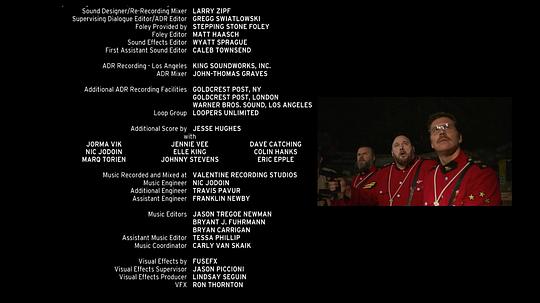 Sound Designer/Re-Recording Mixer LARRY ZIPF
Supervising Dialogue Editor/ADR Editor GREGG SWIATLOWSKI
Foley Provided by STEPPING STONE FOLEY
Foley Editor MATT HAASCH
Sound Effects Editor WYATT SPRAGUE
First Assistant Sound Editor CALEB TOWNSEND
ADR Recording - Los Angeles KING SOUNDWORKS, INC.
ADR Mixer JOHN-THOMAS GRAVES
Additional ADR Recording Facilities GOLDCREST POST, NY
GOLDCREST POST, LONDON
WARNER BROS. SOUND, LOS ANGELES
Loop Group LOOPERS UNLIMITED
Additional Score by JESSE HUGHES
with
JORMA VIK JENNIE VEE DAVE CATCHING
NIC JODOIN ELLE KING COLIN HANKS
MARQ TORIEN JOHNNY STEVENS ERIC EPPLE
Music Recorded and Mixed at VALENTINE RECORDING STUDIOS
Music Engineer NIC JODOIN
Additional Engineer TRAVIS PAVUR
Assistant Engineer FRANKLIN NEWBY
Music Editors JASON TREGOE NEWMAN
BRYANT J. FUHRMANN
BRYAN CARRIGAN
Assistant Music Editor TESSA PHILLIP
Music Coordinator CARLY VAN SKAIK
Visual Effects by FUSEFX
Visual Effects Supervisor JASON PICCIONI
Visual Effects Producer LINDSAY SEGUIN
VFX RON THORNTON